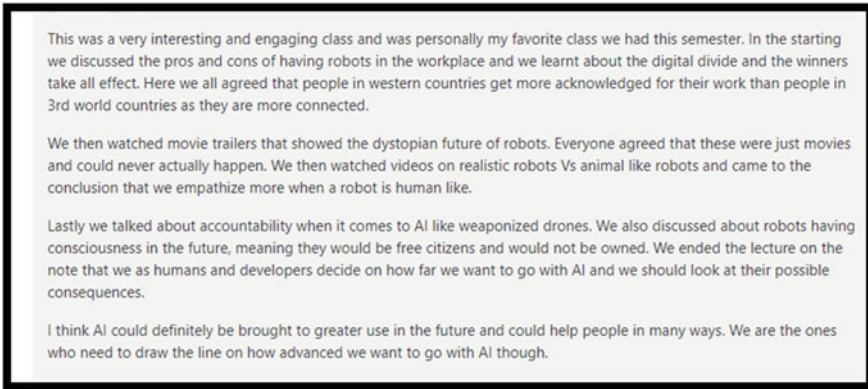 This was a very interesting and engaging class and was personally my favorite class we had this semester. In the starting
we discussed the pros and cons of having robots in the workplace and we learnt about the digital divide and the winners
take all effect. Here we all agreed that people in western countries get more acknowledged for their work than people in
3rd world countries as they are more connected.
We then watched movie trailers that showed the dystopian future of robots. Everyone agreed that these were just movies
and could never actually happen. We then watched videos on realistic robots Vs animal like robots and came to the
conclusion that we empathize more when a robot is human like.
Lastly we talked about accountability when it comes to AI like weaponized drones. We also discussed about robots having
consciousness in the future, meaning they would be free citizens and would not be owned. We ended the lecture on the
note that we as humans and developers decide on how far we want to go with AI and we should look at their possible
consequences.
I think AI could definitely be brought to greater use in the future and could help people in many ways. We are the ones
who need to draw the line on how advanced we want to go with AI though.